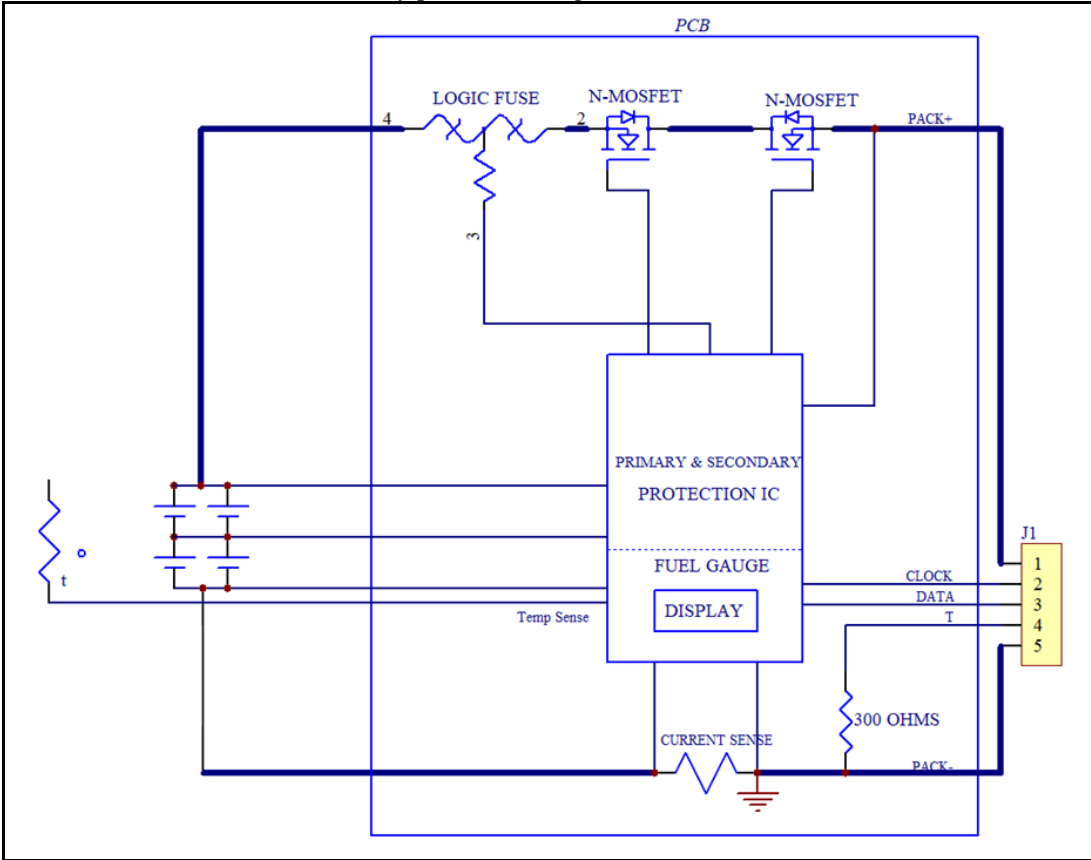 PCB
LOGIC FUSE
N-MOSFET
N-MOSFET
4
2
PACK+
3
PRIMARY & SECONDARY
PROTECTION IC
J1
FUEL GAUGE
1
CLOCK
2
DISPLAY
DATA
3
t
o
Temp Sense
T
4
5
300 OHMS
CURRENT SENSE
PACK-